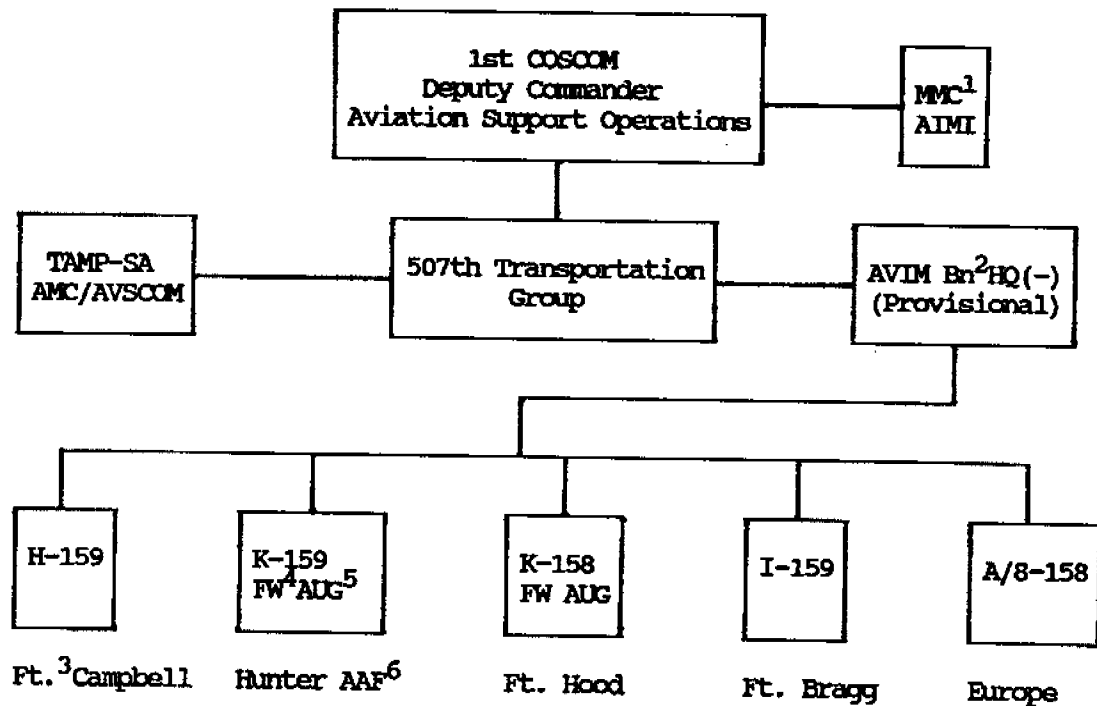 1st COSCOM
Deputy Commander
Aviation Support Operations
MMC¹
AIMI
TAMP-SA
AMC/AVSCOM
507th Transportation
Group
AVIM Bn²HQ(-)
(Provisional)
H-159
K-159
FW⁴AUG⁵
K-158
FW AUG
I-159
A/8-158
Ft.³Campbell
Hunter AAF⁶
Ft. Hood
Ft. Bragg
Europe